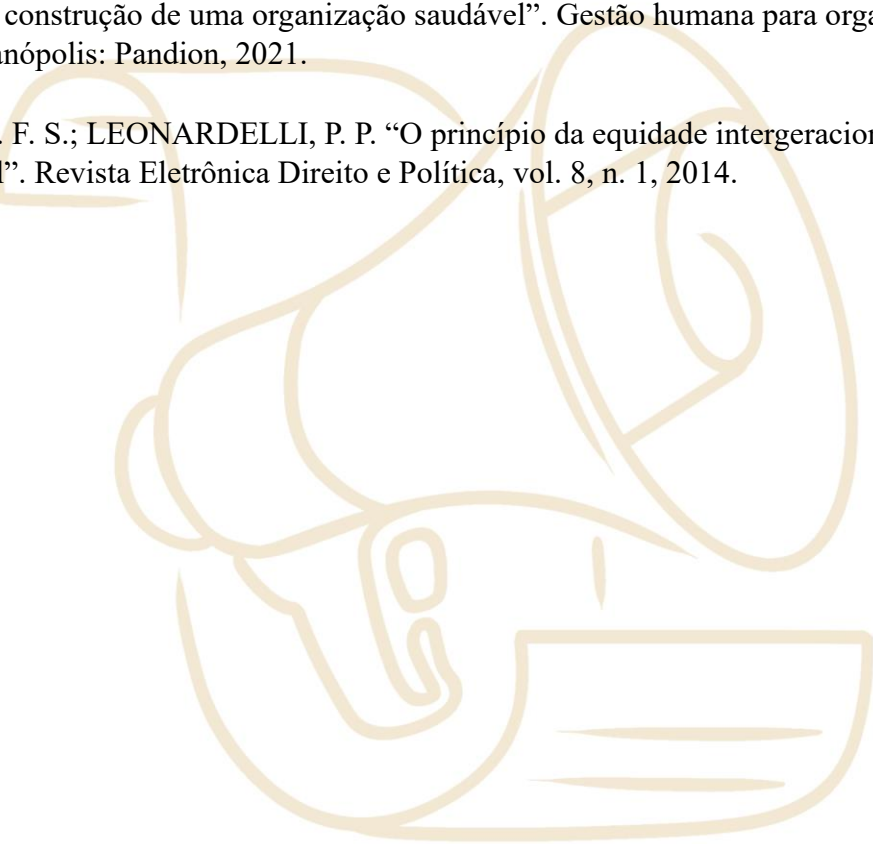 construção de uma organização saudável”. Gestão humana para orga
nópolis: Pandion, 2021.
. F. S.; LEONARDELLI, P. P. “O princípio da equidade intergeracion
”. Revista Eletrônica Direito e Política, vol. 8, n. 1, 2014.